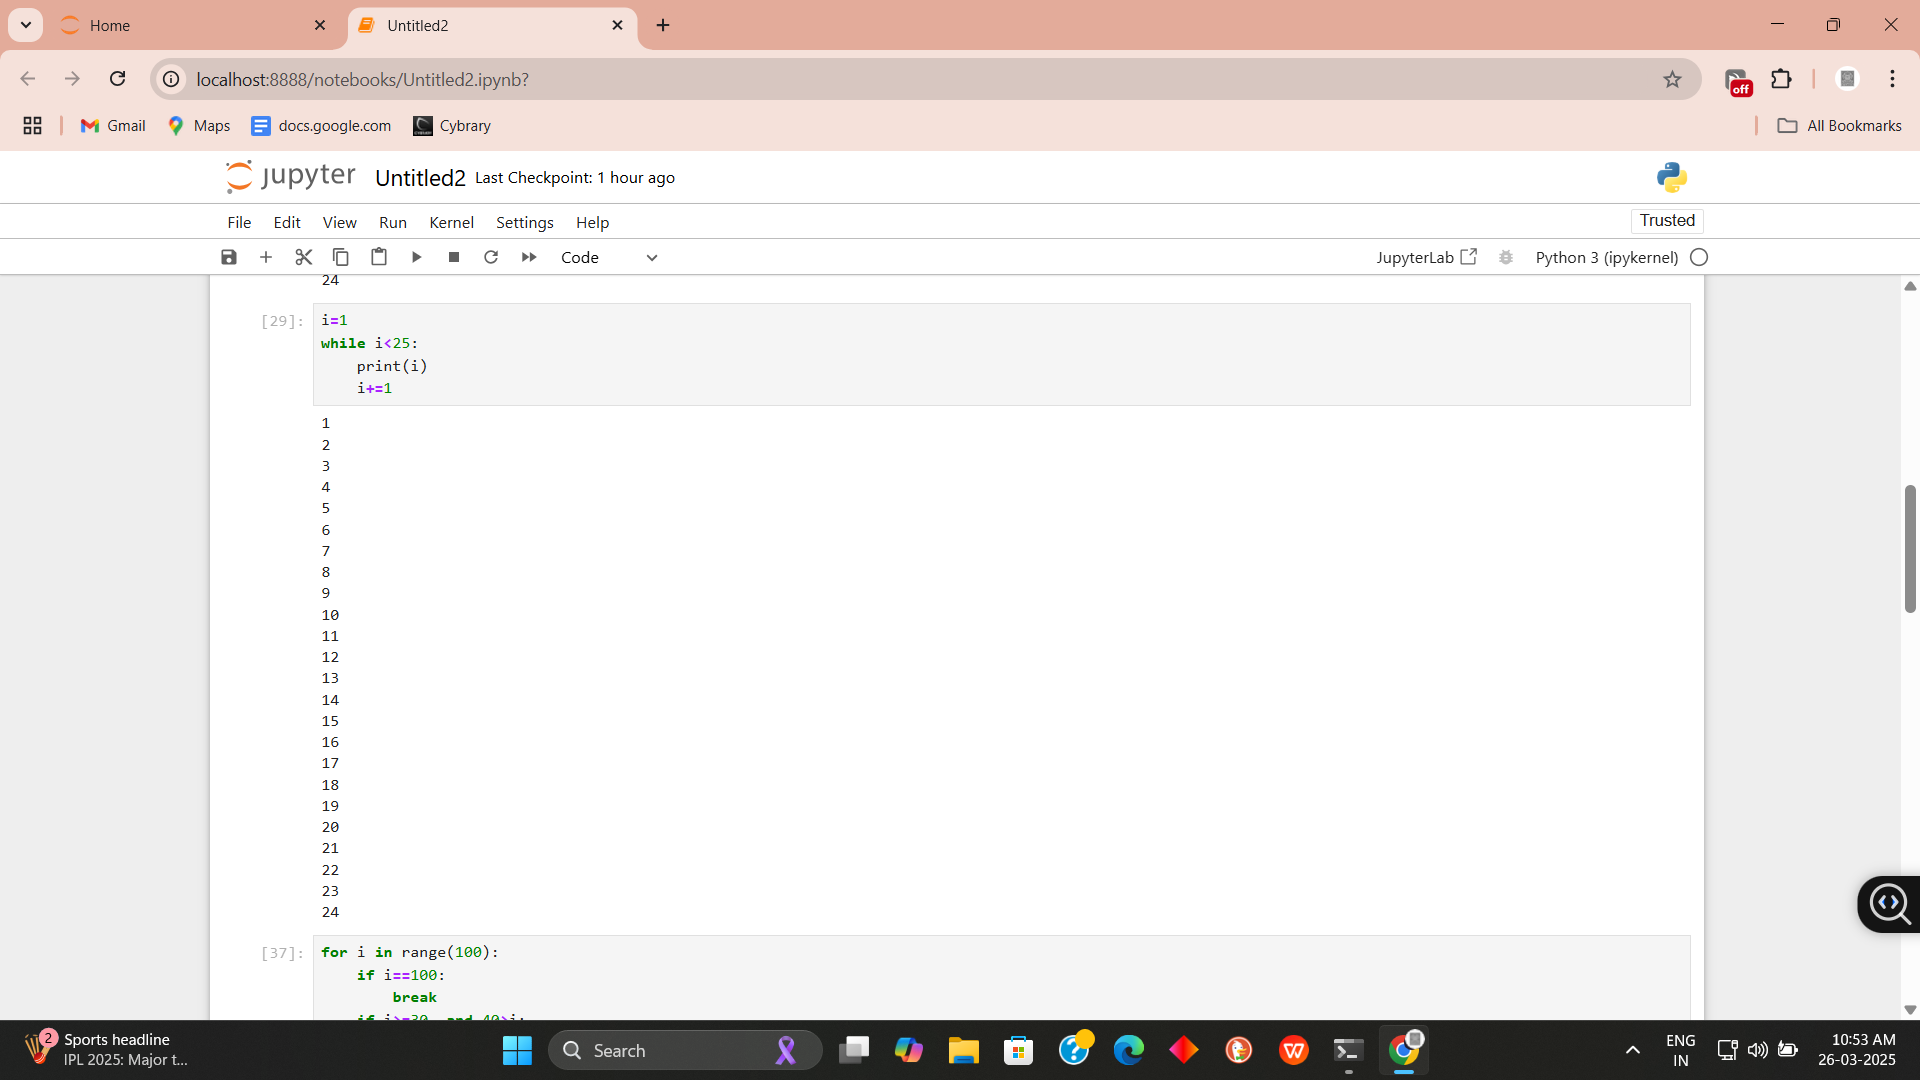 Home
Untitled2
localhost:8888/notebooks/Untitled2.ipynb?
off
Gmail
Maps
docs.google.com
Cybrary
All Bookmarks
jupyter Untitled2 Last Checkpoint: 1 hour ago
File Edit View Run Kernel Settings Help
Trusted
Code
JupyterLab
Python 3 (ipykernel)
24
[29]:
i=1
while i<25:
    print(i)
    i+=1
1
2
3
4
5
6
7
8
9
10
11
12
13
14
15
16
17
18
19
20
21
22
23
24
[37]:
for i in range(100):
    if i==100:
        break
    if i>=30 and 40>i:
2
Sports headline
IPL 2025: Major t...
Search
ENG
IN
10:53 AM
26-03-2025